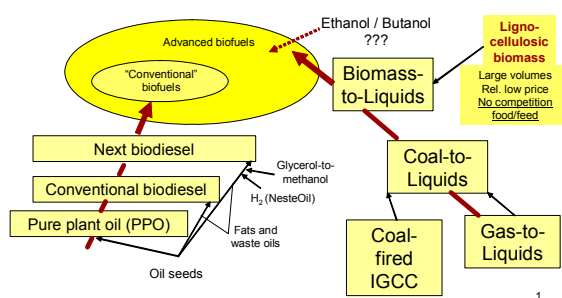 Ethanol / Butanol
???
Advanced biofuels
"Conventional"
biofuels
Biomass-
to-Liquids
Ligno-
cellulosic
biomass
Large volumes
Rel. low price
No competition
food/feed
Next biodiesel
Glycerol-to-
methanol
H2 (NesteOil)
Conventional biodiesel
Pure plant oil (PPO)
Fats and
waste oils
Oil seeds
Coal-to-
Liquids
Coal-
fired
IGCC
Gas-to-
Liquids
1